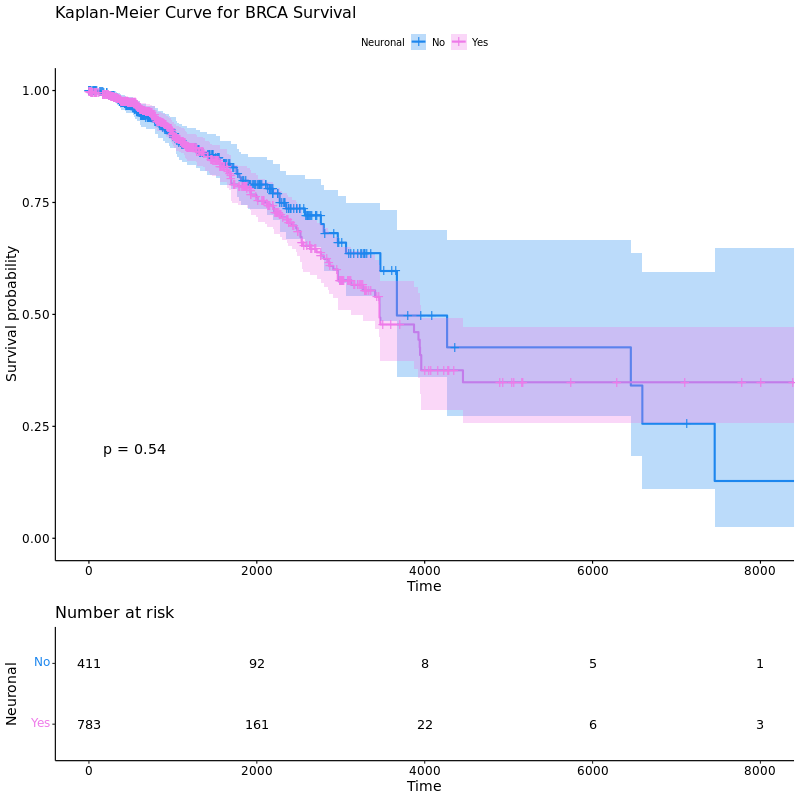 Kaplan-Meier Curve for BRCA Survival
Neuronal No Yes
Survival probability
1.00
0.75
0.50
0.25
0.00
p = 0.54
0 2000 4000 6000 8000
Time
Number at risk
Neuronal
No 411 92 8 5 1
Yes 783 161 22 6 3
0 2000 4000 6000 8000
Time